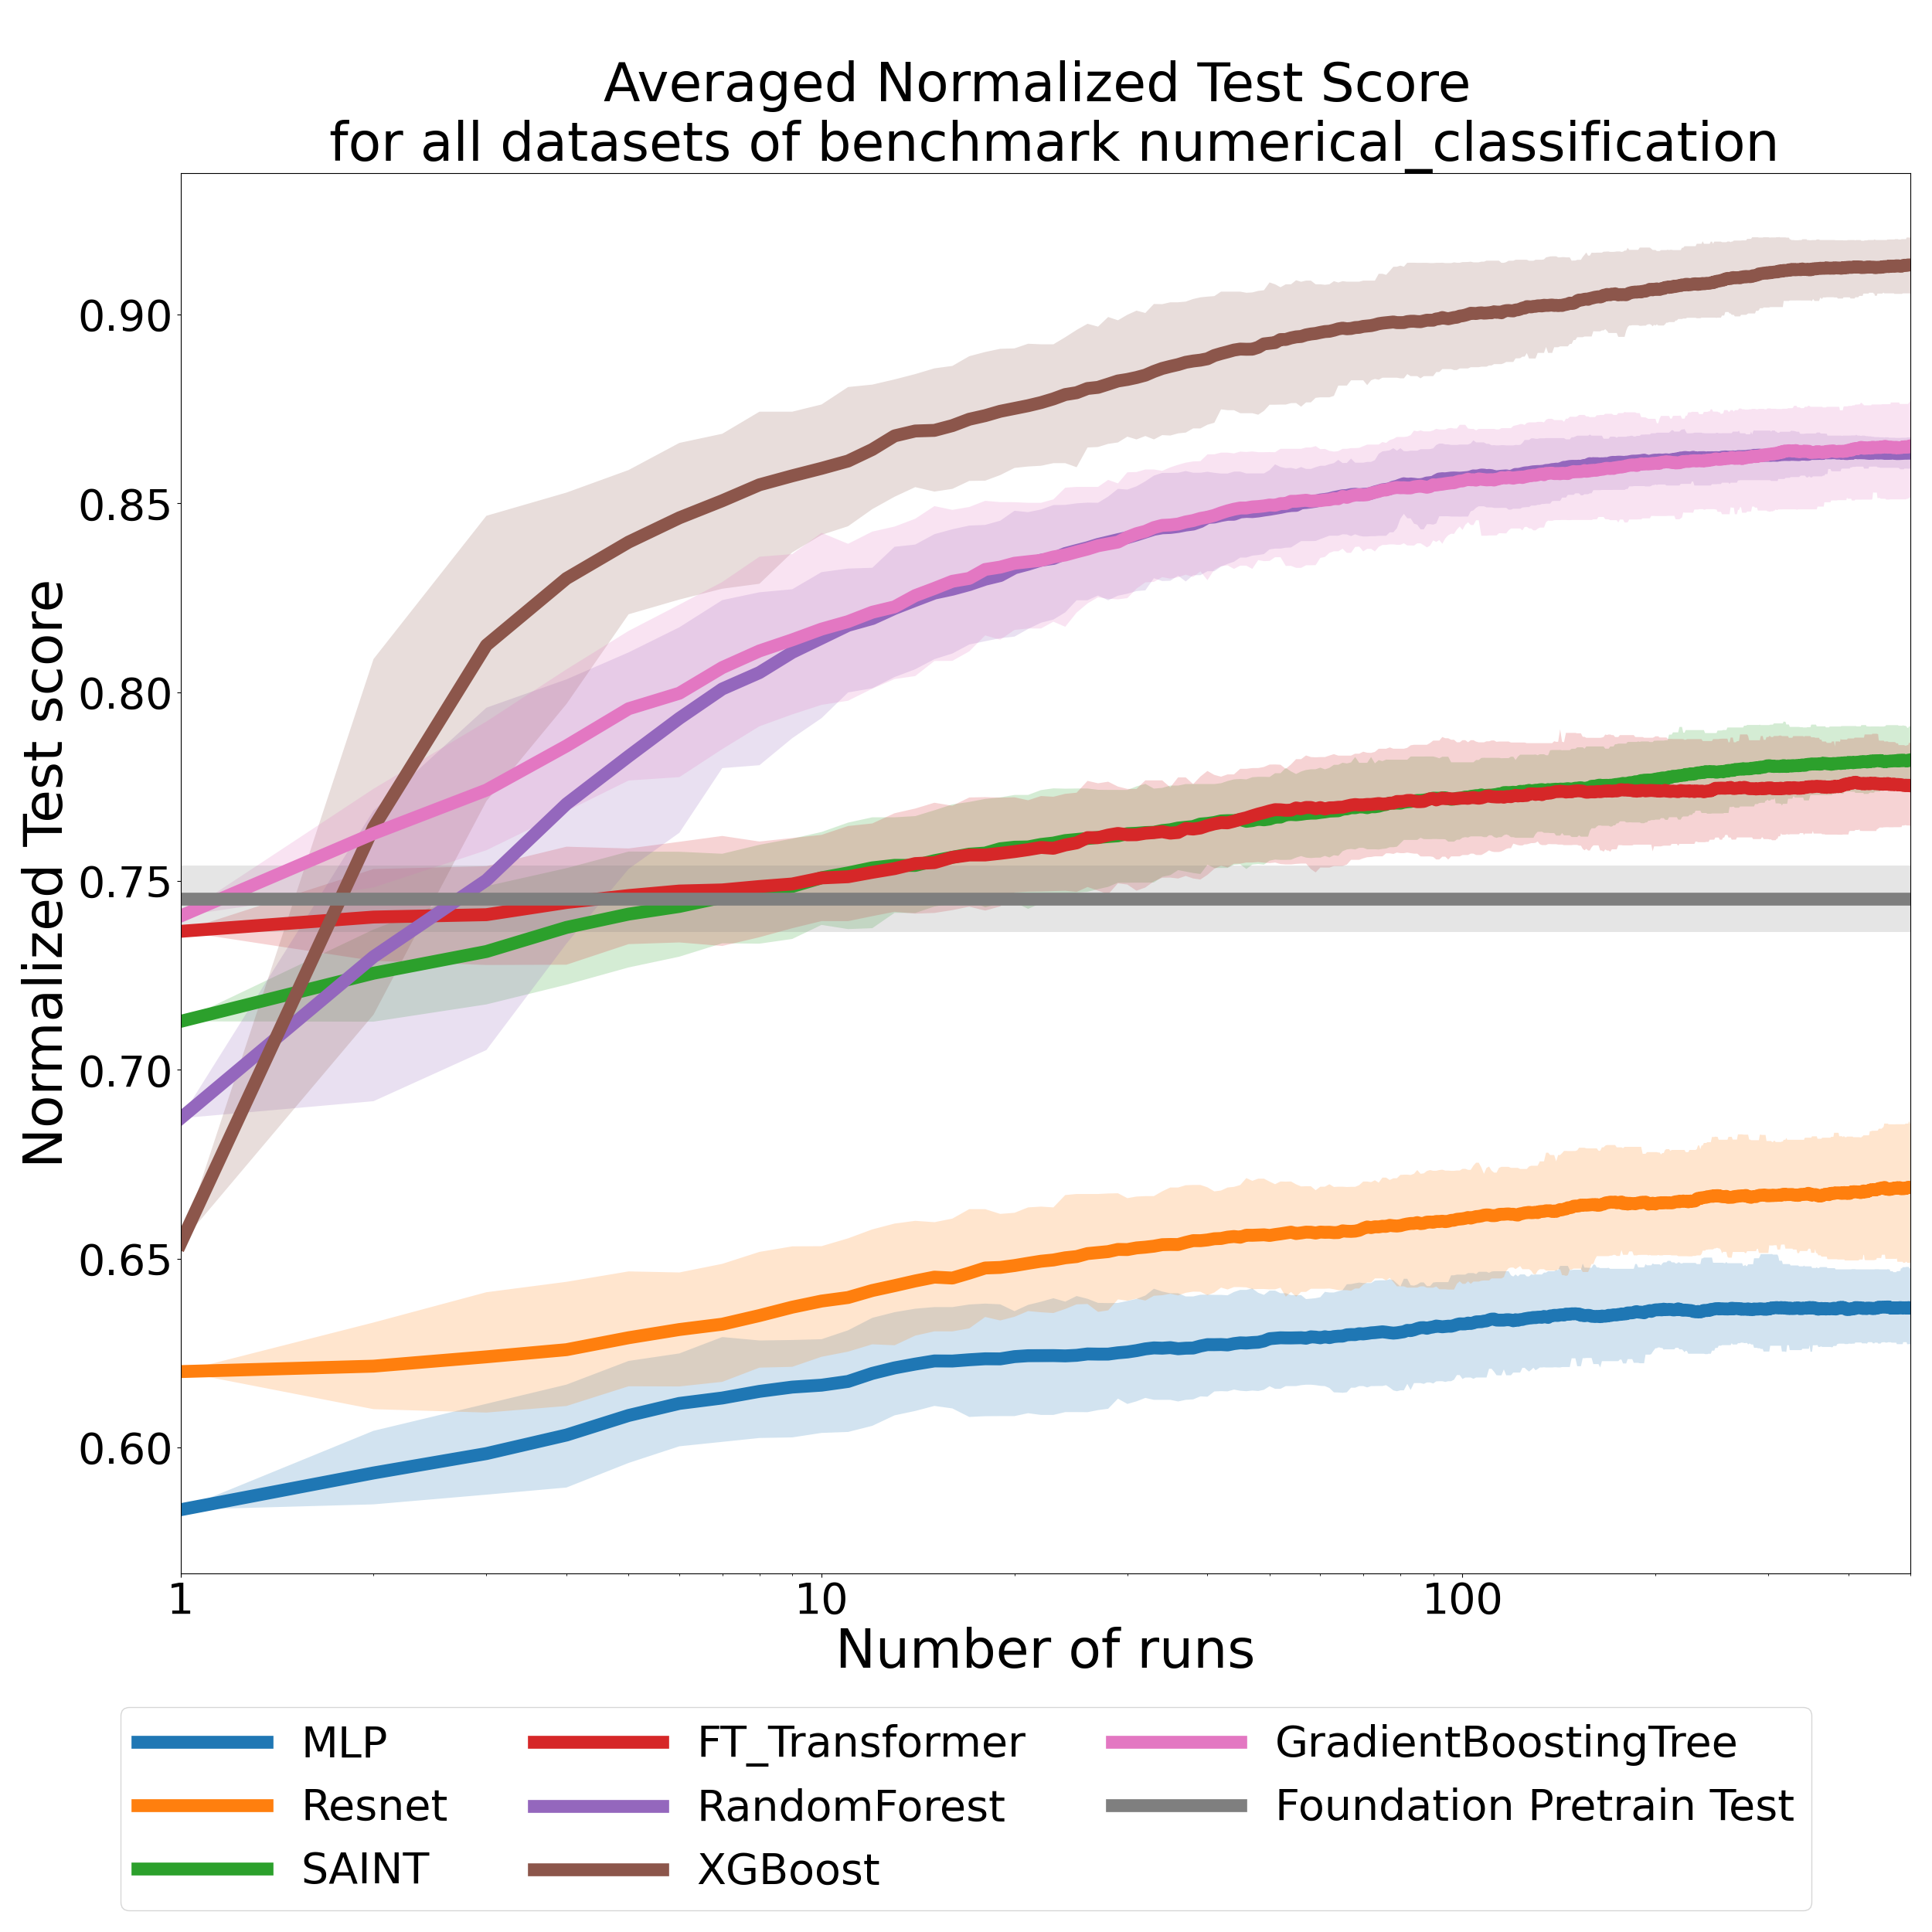 Averaged Normalized Test Score
for all datasets of benchmark numerical_classification
Normalized Test score
0.90
0.85
0.80
0.75
0.70
0.65
0.60
1
10
100
Number of runs
MLP
Resnet
SAINT
FT_Transformer
RandomForest
XGBoost
GradientBoostingTree
Foundation Pretrain Test